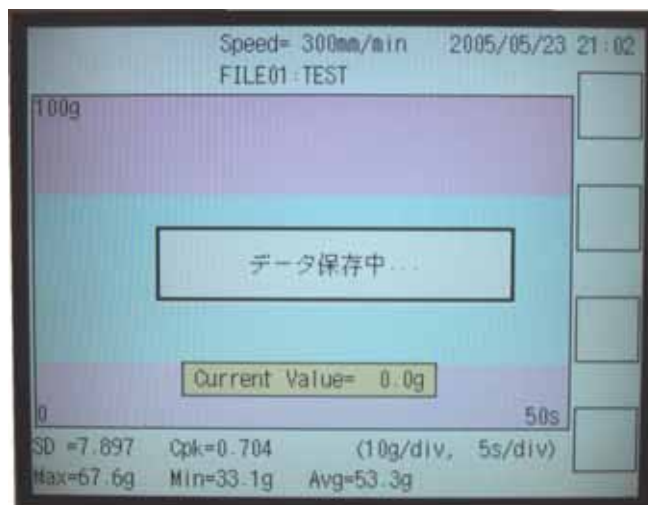 Speed= 300mm/min 2005/05/23 21:02
FILE01:TEST
100g
データ保存中...
Current Value= 0.0g
0 50s
SD =7.897 Cpk=0.704 (10g/div, 5s/div)
Max=67.6g Min=33.1g Avg=53.3g